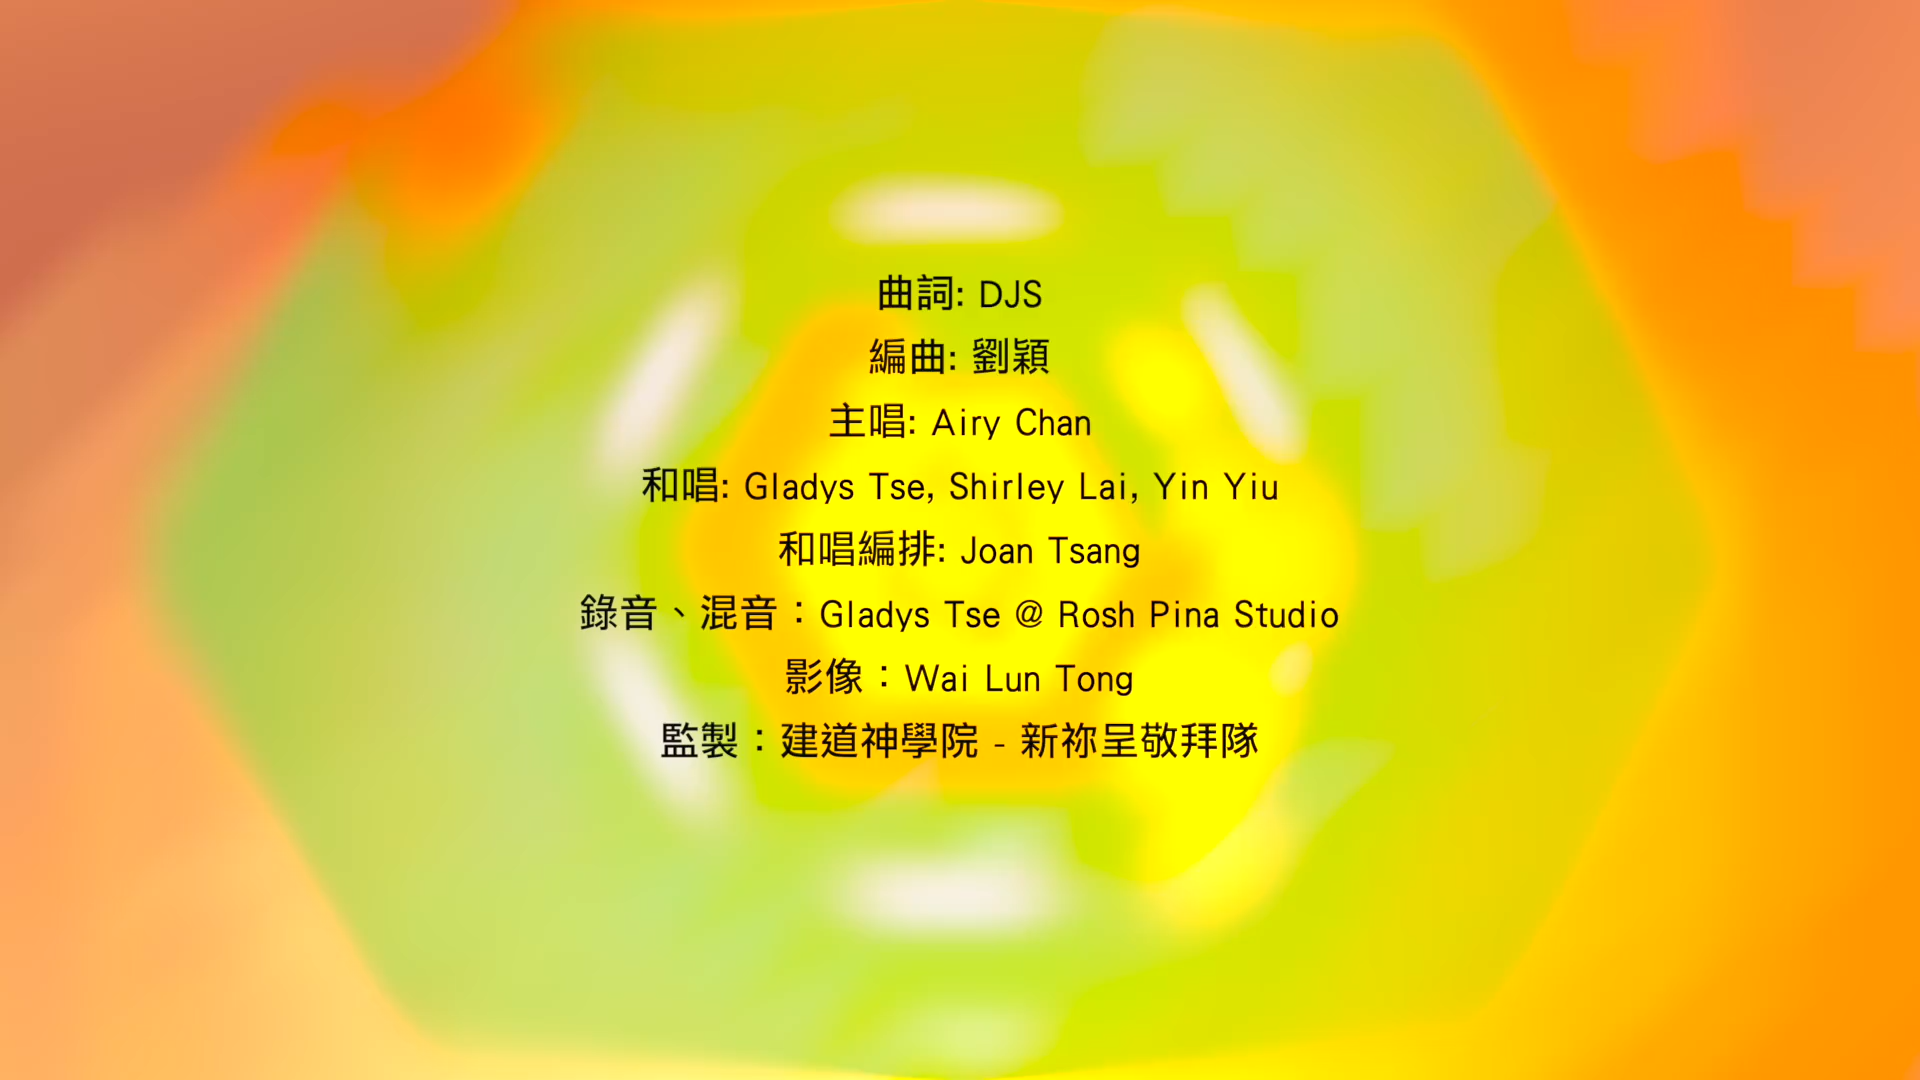 曲詞: DJS
編曲: 劉穎
主唱: Airy Chan
和唱: Gladys Tse, Shirley Lai, Yin Yiu
和唱編排: Joan Tsang
錄音、混音：Gladys Tse @ Rosh Pina Studio
影像：Wai Lun Tong
監製：建道神學院 - 新祢呈敬拜隊